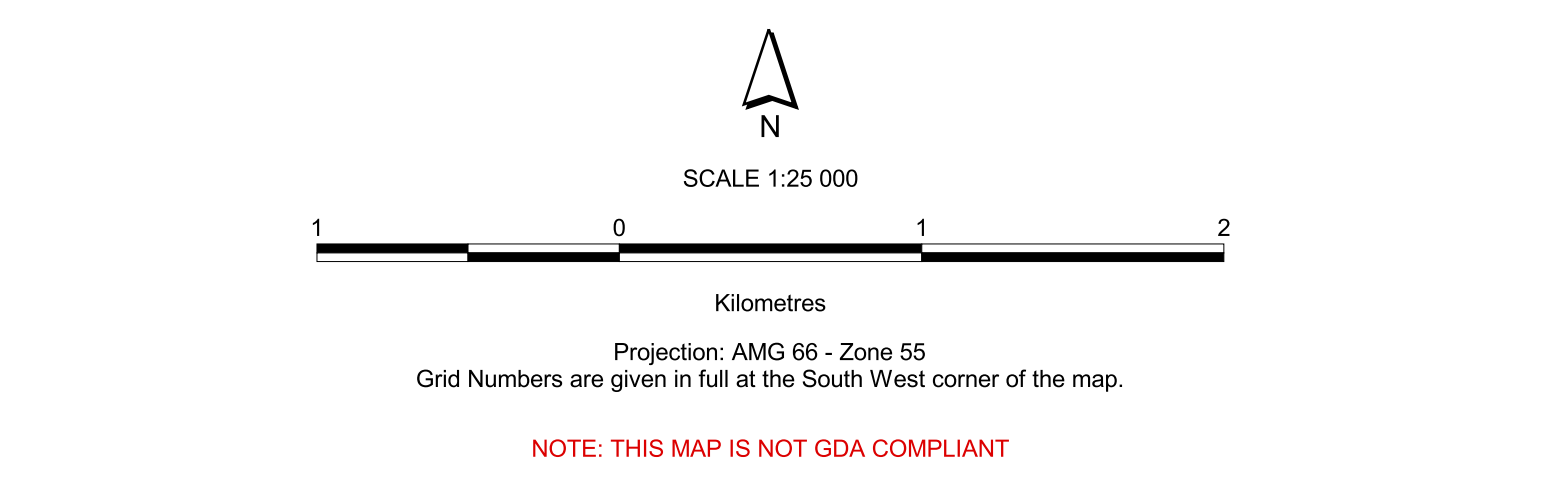 N
SCALE 1:25 000
1 0 1 2
Kilometres
Projection: AMG 66 - Zone 55
Grid Numbers are given in full at the South West corner of the map.
NOTE: THIS MAP IS NOT GDA COMPLIANT